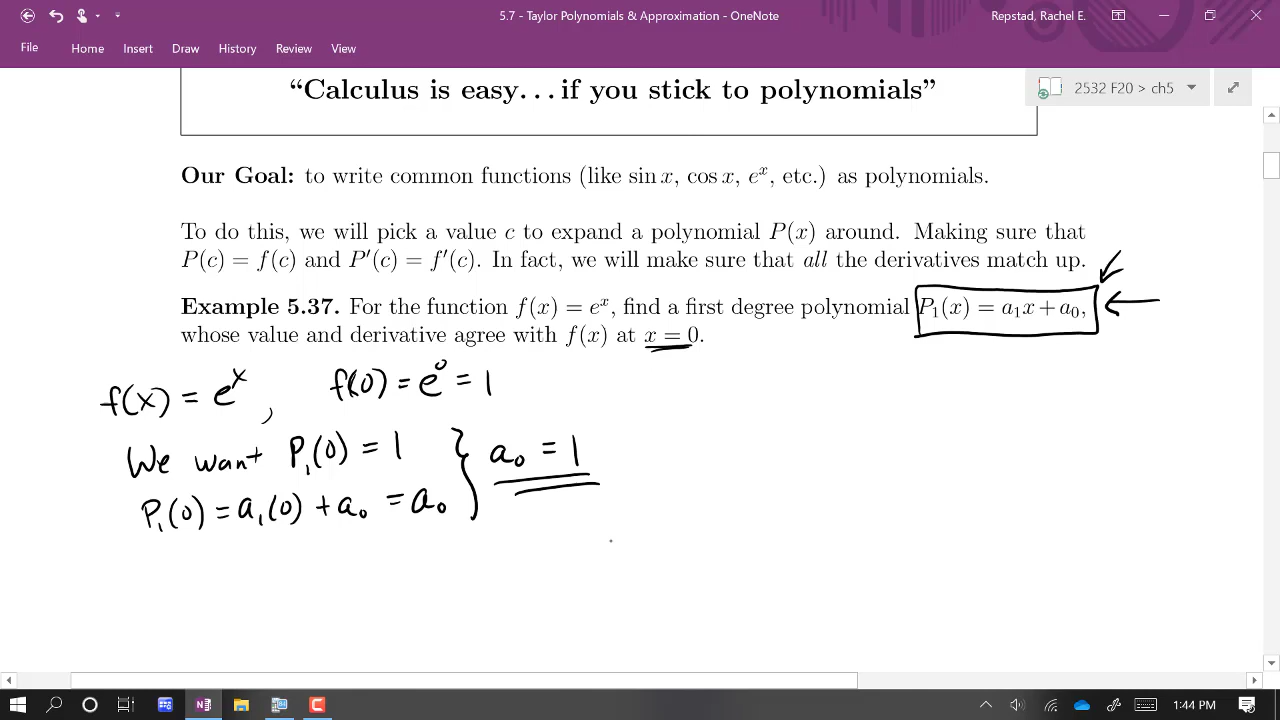 5.7 - Taylor Polynomials & Approximation - OneNote
Repstad, Rachel E.
File Home Insert Draw History Review View
2532 F20 > ch5
“Calculus is easy. . . if you stick to polynomials”
Our Goal: to write common functions (like sin x, cos x, eˣ, etc.) as polynomials.
To do this, we will pick a value c to expand a polynomial P(x) around. Making sure that
P(c) = f(c) and P′(c) = f′(c). In fact, we will make sure that all the derivatives match up.
Example 5.37. For the function f(x) = eˣ, find a first degree polynomial P₁(x) = a₁x + a₀,
whose value and derivative agree with f(x) at x = 0.
f(x) = eˣ, f(0) = e⁰ = 1
We want P₁(0) = 1 } a₀ = 1
P₁(0) = a₁(0) + a₀ = a₀
1:44 PM